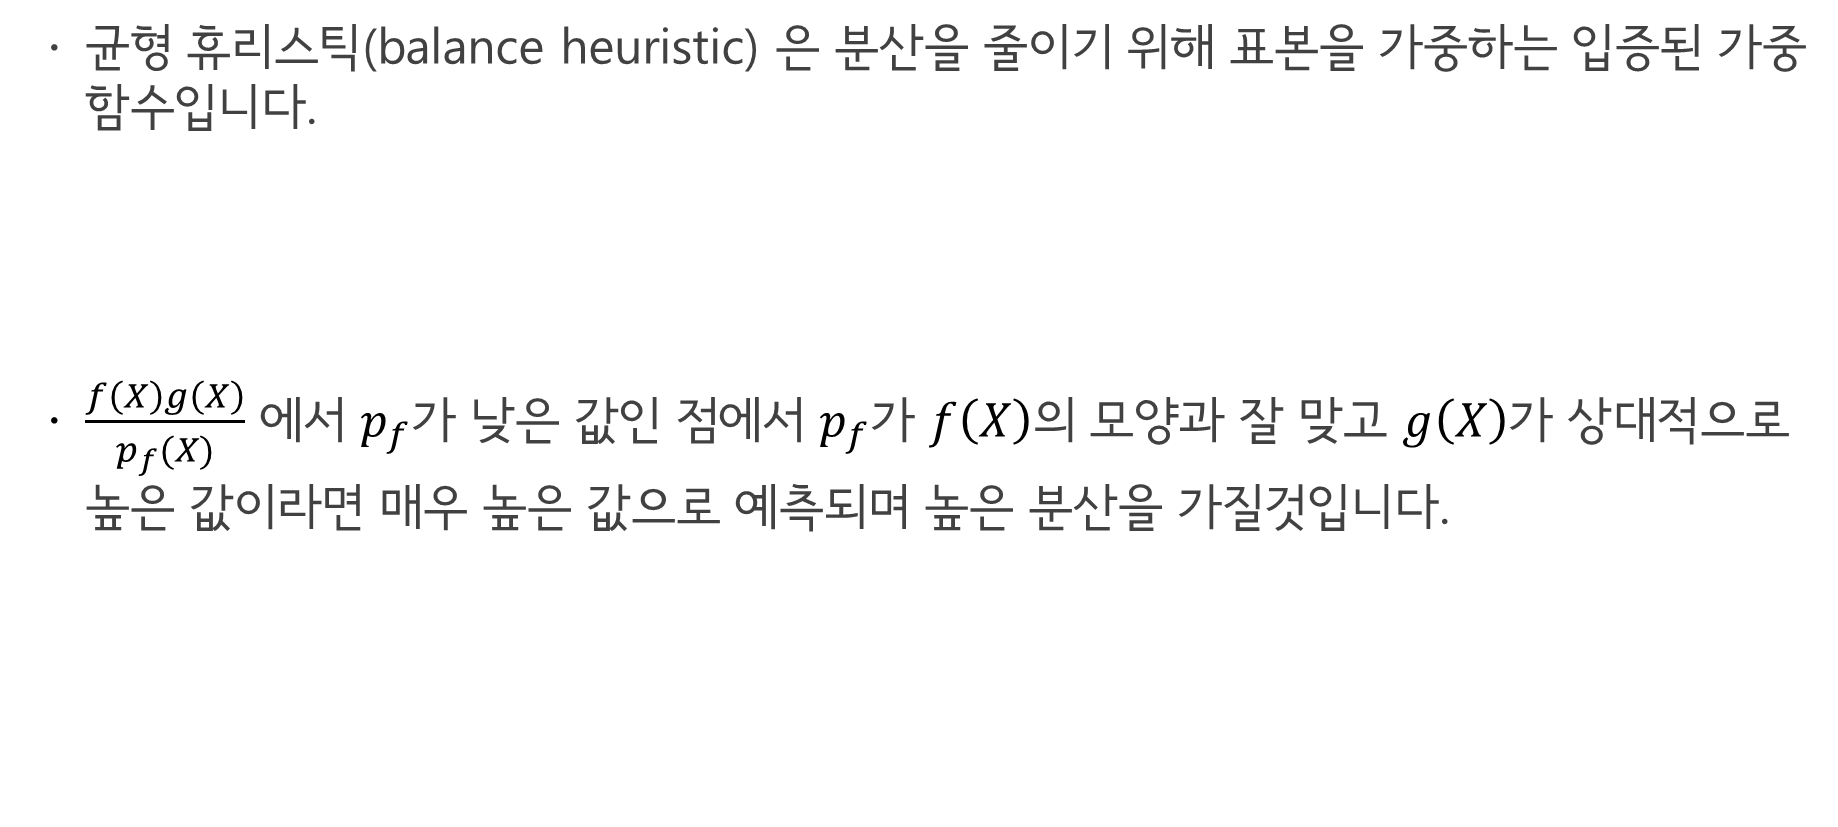 · 균형 휴리스틱(balance heuristic) 은 분산을 줄이기 위해 표본을 가중하는 입증된 가중
함수입니다.
· \frac{f(X)g(X)}{p_f(X)} 에서 p_f가 낮은 값인 점에서 p_f가 f(X)의 모양과 잘 맞고 g(X)가 상대적으로
높은 값이라면 매우 높은 값으로 예측되며 높은 분산을 가질것입니다.